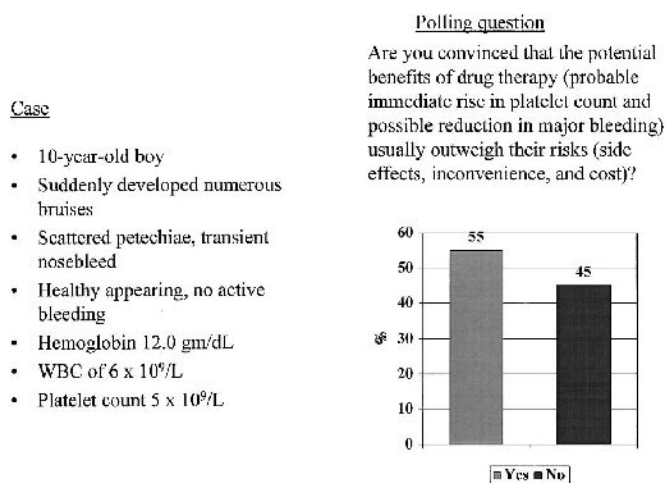 Case
• 10-year-old boy
• Suddenly developed numerous
bruises
• Scattered petechiae, transient
nosebleed
• Healthy appearing, no active
bleeding
• Hemoglobin 12.0 gm/dL
• WBC of 6 x 10⁹/L
• Platelet count 5 x 10⁹/L
Polling question
Are you convinced that the potential
benefits of drug therapy (probable
immediate rise in platelet count and
possible reduction in major bleeding)
usually outweigh their risks (side
effects, inconvenience, and cost)?
60
50
40
30
20
10
0
%
55
45
Yes No